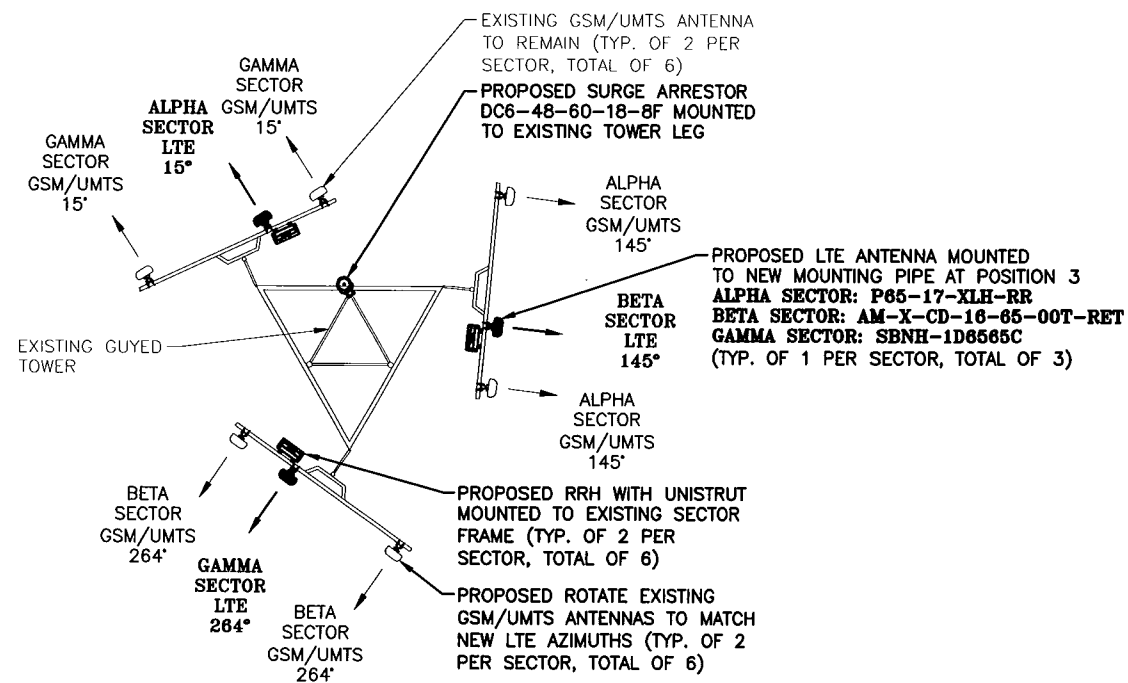 EXISTING GSM/UMTS ANTENNA
TO REMAIN (TYP. OF 2 PER
SECTOR, TOTAL OF 6)
PROPOSED SURGE ARRESTOR
DC6-48-60-18-8F MOUNTED
TO EXISTING TOWER LEG
GAMMA
SECTOR
GSM/UMTS
15°
ALPHA
SECTOR
LTE
15°
GAMMA
SECTOR
GSM/UMTS
15°
ALPHA
SECTOR
GSM/UMTS
145°
PROPOSED LTE ANTENNA MOUNTED
TO NEW MOUNTING PIPE AT POSITION 3
ALPHA SECTOR: P65-17-XLH-RR
BETA SECTOR: AM-X-CD-16-65-00T-RET
GAMMA SECTOR: SBNH-1D6565C
(TYP. OF 1 PER SECTOR, TOTAL OF 3)
BETA
SECTOR
LTE
145°
EXISTING GUYED
TOWER
ALPHA
SECTOR
GSM/UMTS
145°
BETA
SECTOR
GSM/UMTS
264°
GAMMA
SECTOR
LTE
264°
BETA
SECTOR
GSM/UMTS
264°
PROPOSED RRH WITH UNISTRUT
MOUNTED TO EXISTING SECTOR
FRAME (TYP. OF 2 PER
SECTOR, TOTAL OF 6)
PROPOSED ROTATE EXISTING
GSM/UMTS ANTENNAS TO MATCH
NEW LTE AZIMUTHS (TYP. OF 2
PER SECTOR, TOTAL OF 6)